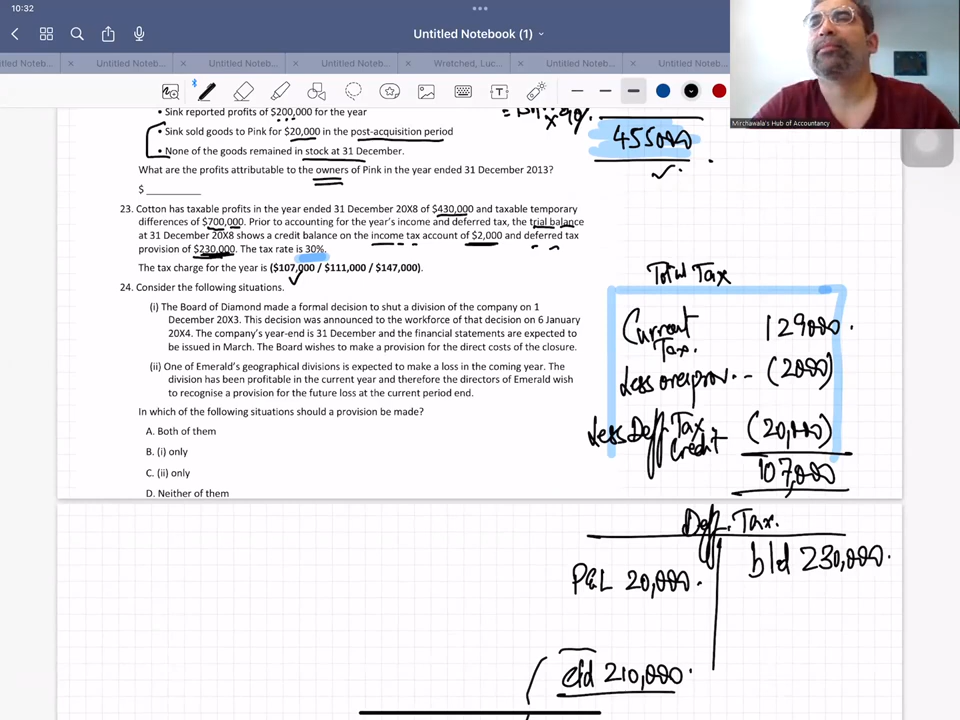 10:32
Untitled Notebook (1)
Untitled Noteb...
Untitled Noteb...
Untitled Noteb...
Untitled Noteb...
Wretched, Luc...
Untitled Noteb...
Untitled Noteb...
Mirchawala's Hub of Accountancy
• Sink reported profits of $200,000 for the year
• Sink sold goods to Pink for $20,000 in the post-acquisition period
• None of the goods remained in stock at 31 December.
What are the profits attributable to the owners of Pink in the year ended 31 December 2013?
$ __________
455000
23. Cotton has taxable profits in the year ended 31 December 20X8 of $430,000 and taxable temporary
differences of $700,000. Prior to accounting for the year's income and deferred tax, the trial balance
at 31 December 20X8 shows a credit balance on the income tax account of $2,000 and deferred tax
provision of $230,000. The tax rate is 30%.
The tax charge for the year is ($107,000 / $111,000 / $147,000).
24. Consider the following situations.
(i) The Board of Diamond made a formal decision to shut a division of the company on 1
December 20X3. This decision was announced to the workforce of that decision on 6 January
20X4. The company's year-end is 31 December and the financial statements are expected to
be issued in March. The Board wishes to make a provision for the direct costs of the closure.
(ii) One of Emerald's geographical divisions is expected to make a loss in the coming year. The
division has been profitable in the current year and therefore the directors of Emerald wish
to recognise a provision for the future loss at the current period end.
In which of the following situations should a provision be made?
A. Both of them
B. (i) only
C. (ii) only
D. Neither of them
Total Tax
Current Tax. 129000.
Less overprov. -- (2000)
Less Deff. Tax Credit (20,000)
107,000
Deff. Tax.
b/d 230,000.
P&L 20,000.
c/d 210,000.